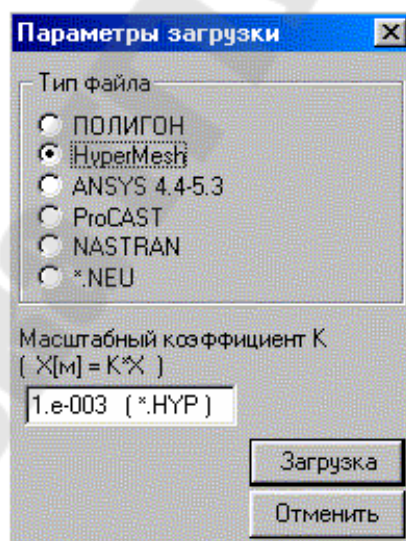 Параметры загрузки
Тип файла
ПОЛИГОН
HyperMesh
ANSYS 4.4-5.3
ProCAST
NASTRAN
*.NEU
Масштабный коэффициент K
( X[м] = K*X )
1.e-003 ( *.HYP )
Загрузка
Отменить